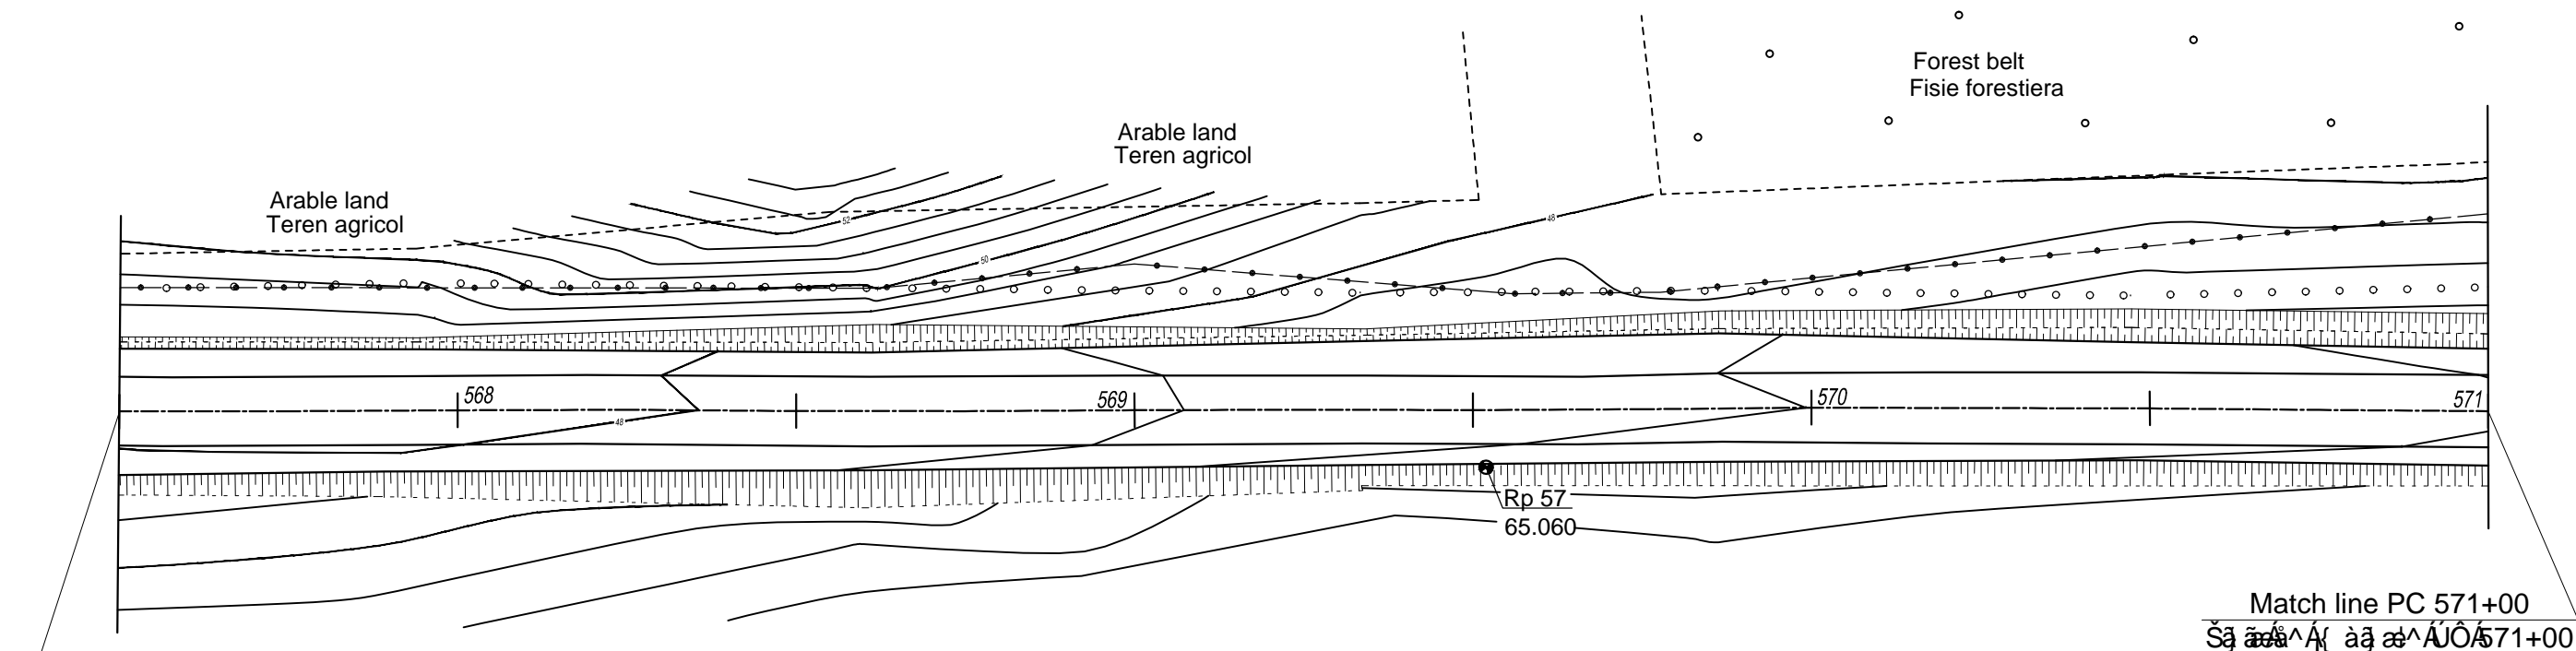 Forest belt
Fisie forestiera
Arable land
Teren agricol
Arable land
Teren agricol
52
48
50
568
569
570
571
48
Rp 57
65.060
Match line PC 571+00
571+00